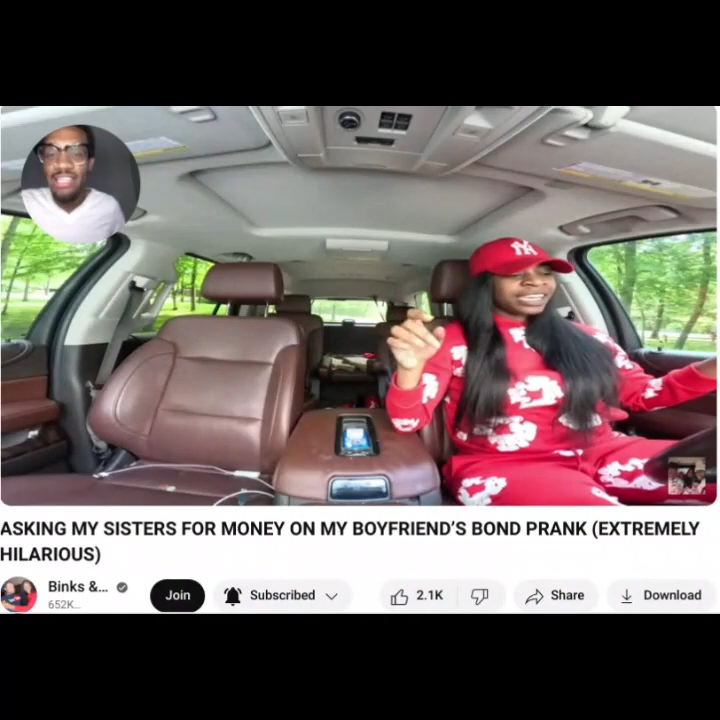 NY
ASKING MY SISTERS FOR MONEY ON MY BOYFRIEND'S BOND PRANK (EXTREMELY
HILARIOUS)
Binks &...
652K...
Join
Subscribed
2.1K
Share
Download